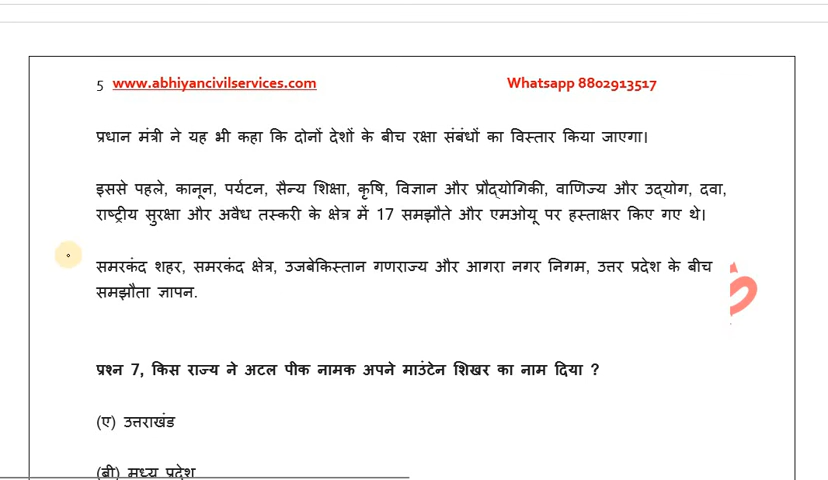 5 www.abhiyancivilservices.com Whatsapp 8802913517
प्रधान मंत्री ने यह भी कहा कि दोनों देशों के बीच रक्षा संबंधों का विस्तार किया जाएगा।
इससे पहले, कानून, पर्यटन, सैन्य शिक्षा, कृषि, विज्ञान और प्रौद्योगिकी, वाणिज्य और उद्योग, दवा,
राष्ट्रीय सुरक्षा और अवैध तस्करी के क्षेत्र में 17 समझौते और एमओयू पर हस्ताक्षर किए गए थे।
समरकंद शहर, समरकंद क्षेत्र, उजबेकिस्तान गणराज्य और आगरा नगर निगम, उत्तर प्रदेश के बीच
समझौता ज्ञापन.
प्रश्न 7, किस राज्य ने अटल पीक नामक अपने माउंटेन शिखर का नाम दिया ?
(ए) उत्तराखंड
(बी) मध्य प्रदेश